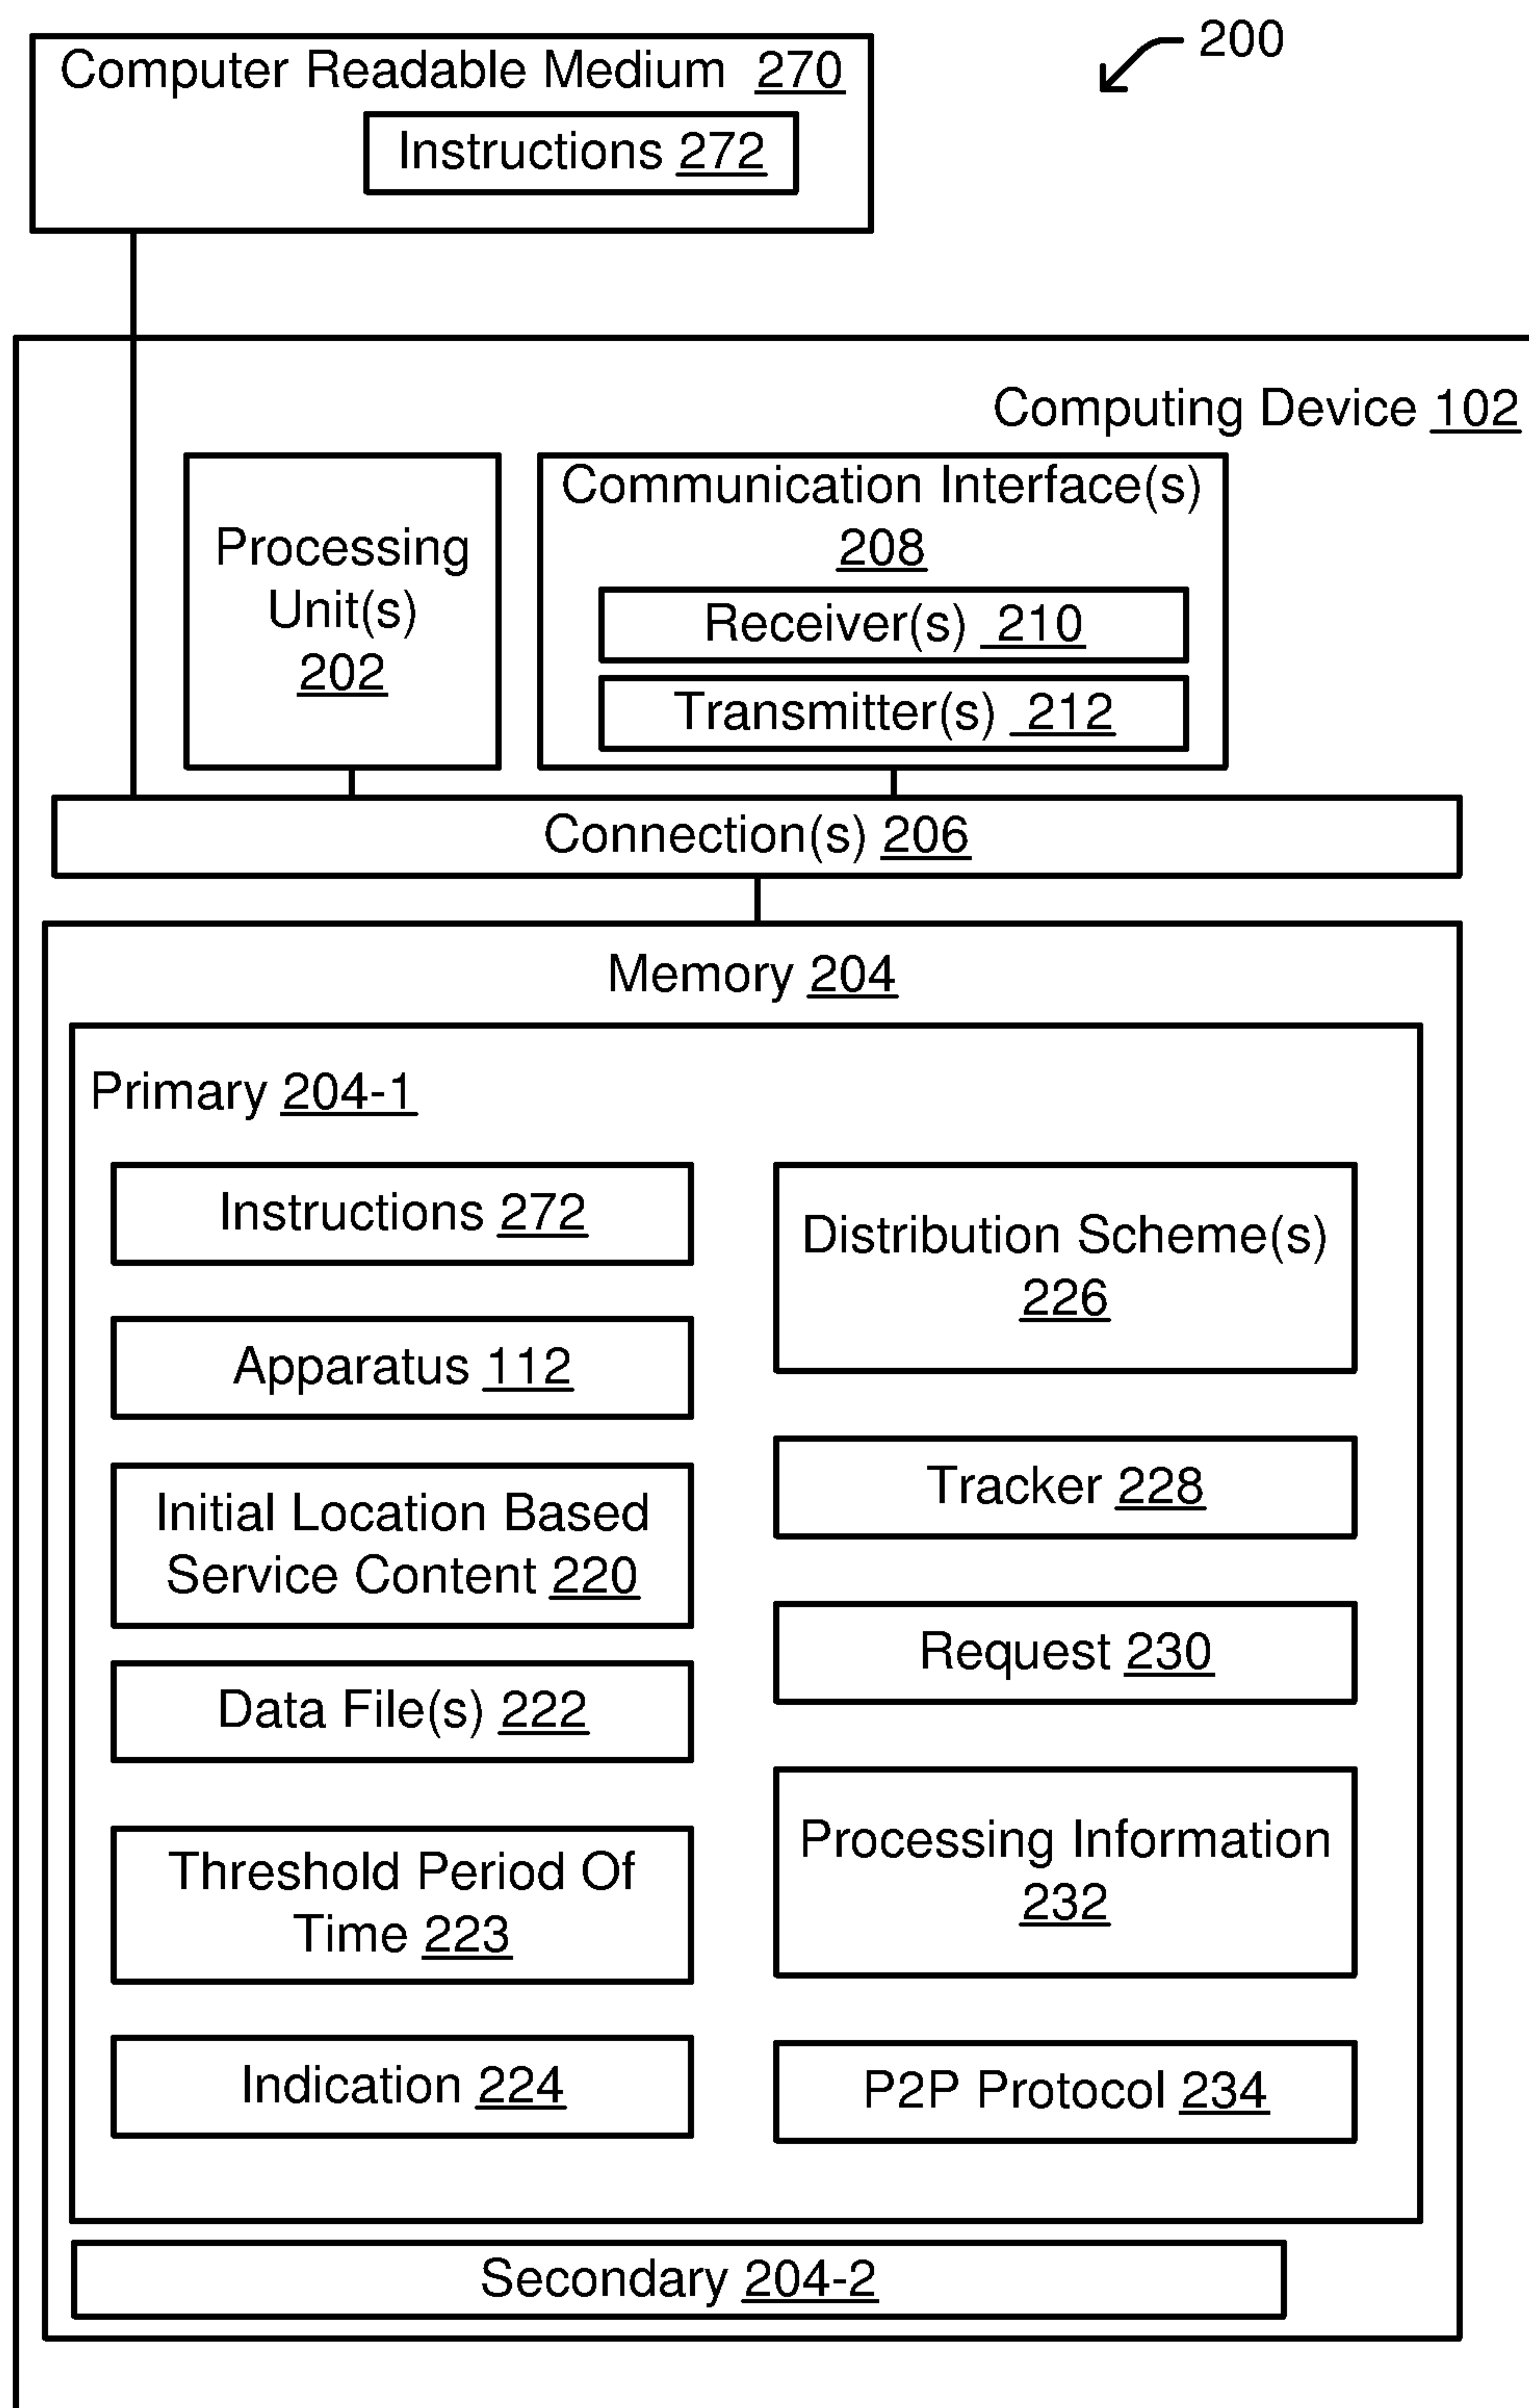 200
Computer Readable Medium 270
Instructions 272
Computing Device 102
Processing
Unit(s)
202
Communication Interface(s)
208
Receiver(s) 210
Transmitter(s) 212
Connection(s) 206
Memory 204
Primary 204-1
Instructions 272
Apparatus 112
Initial Location Based
Service Content 220
Data File(s) 222
Threshold Period Of
Time 223
Indication 224
Distribution Scheme(s)
226
Tracker 228
Request 230
Processing Information
232
P2P Protocol 234
Secondary 204-2